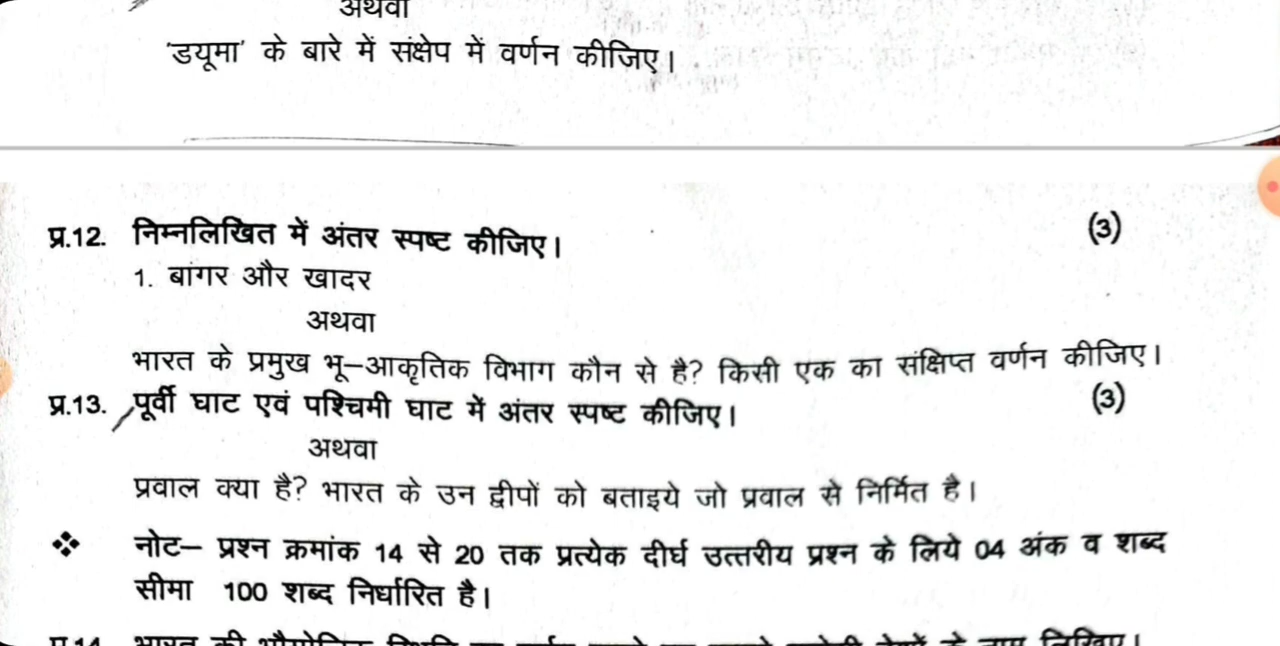 अथवा
'डयूमा' के बारे में संक्षेप में वर्णन कीजिए।
प्र.12. निम्नलिखित में अंतर स्पष्ट कीजिए। (3)
1. बांगर और खादर
अथवा
भारत के प्रमुख भू–आकृतिक विभाग कौन से है? किसी एक का संक्षिप्त वर्णन कीजिए।
प्र.13. पूर्वी घाट एवं पश्चिमी घाट में अंतर स्पष्ट कीजिए। (3)
अथवा
प्रवाल क्या है? भारत के उन द्वीपों को बताइये जो प्रवाल से निर्मित है।
❖ नोट– प्रश्न क्रमांक 14 से 20 तक प्रत्येक दीर्घ उत्तरीय प्रश्न के लिये 04 अंक व शब्द
सीमा 100 शब्द निर्धारित है।
प्र.14 भारत की लिखिए।